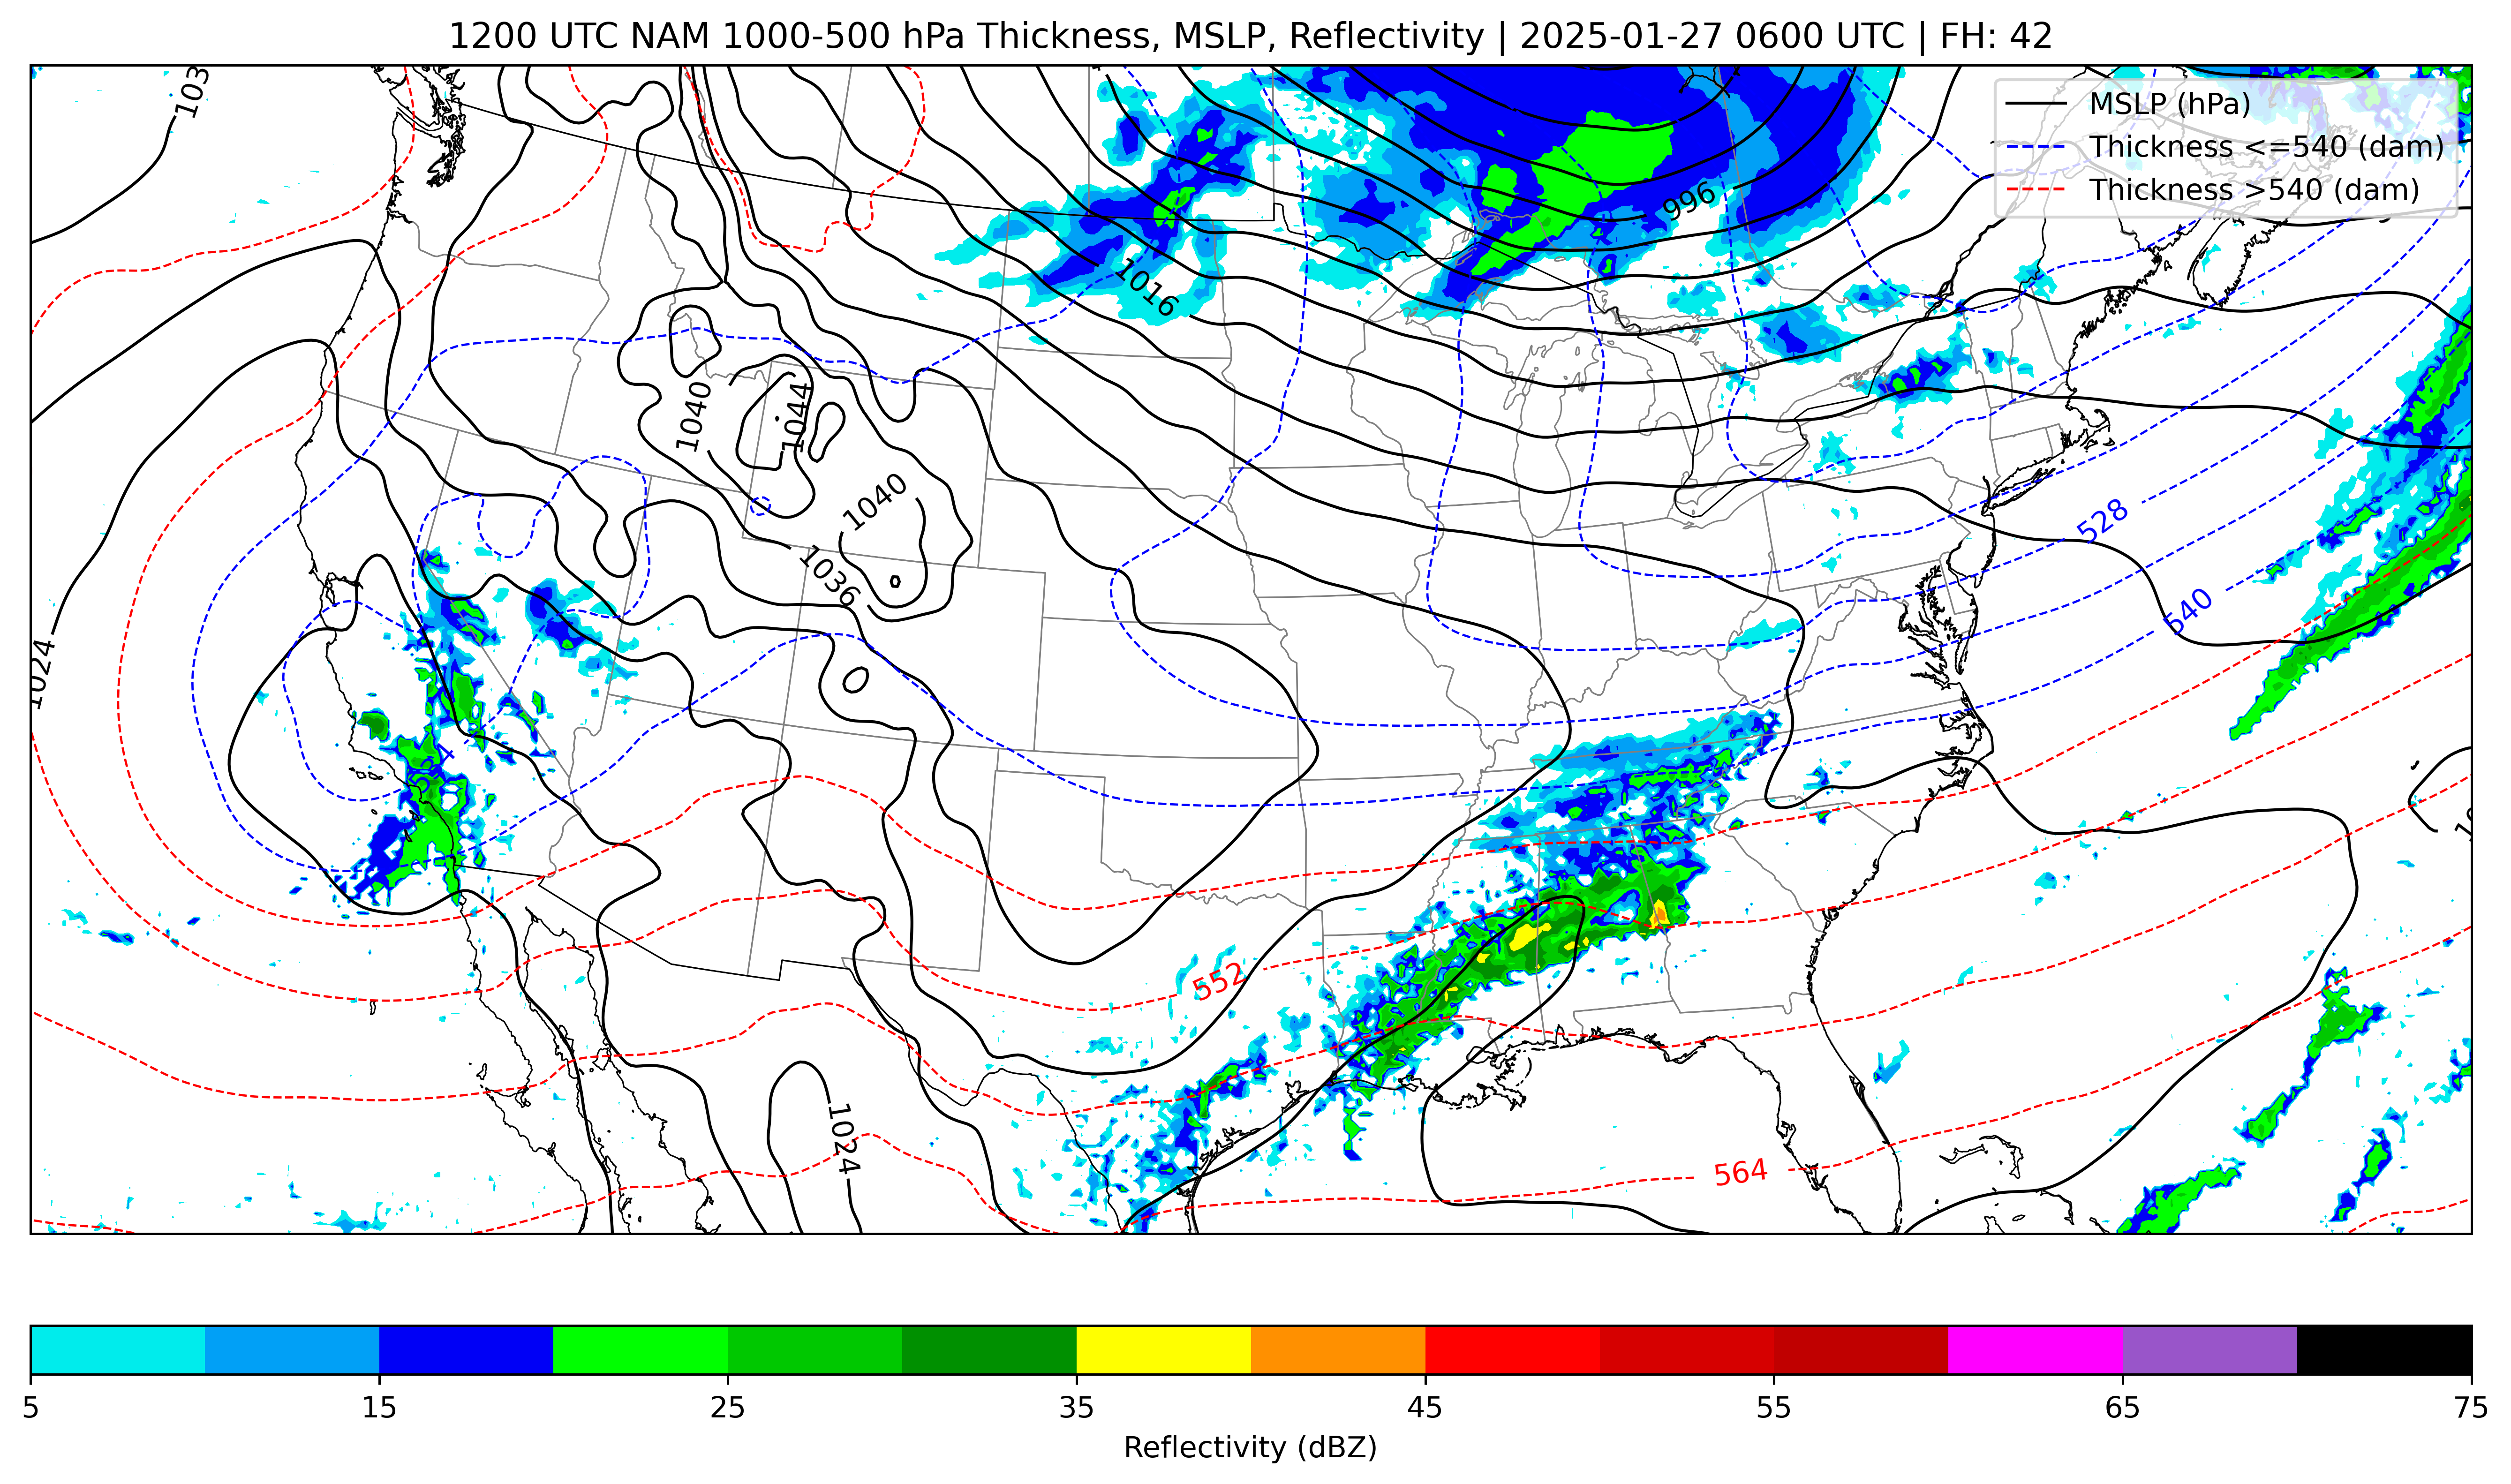 1200 UTC NAM 1000-500 hPa Thickness, MSLP, Reflectivity | 2025-01-27 0600 UTC | FH: 42
MSLP (hPa)
Thickness <=540 (dam)
Thickness >540 (dam)
103
996
1016
1040
1044
1040
1036
528
540
1024
552
1024
564
5 15 25 35 45 55 65 75
Reflectivity (dBZ)